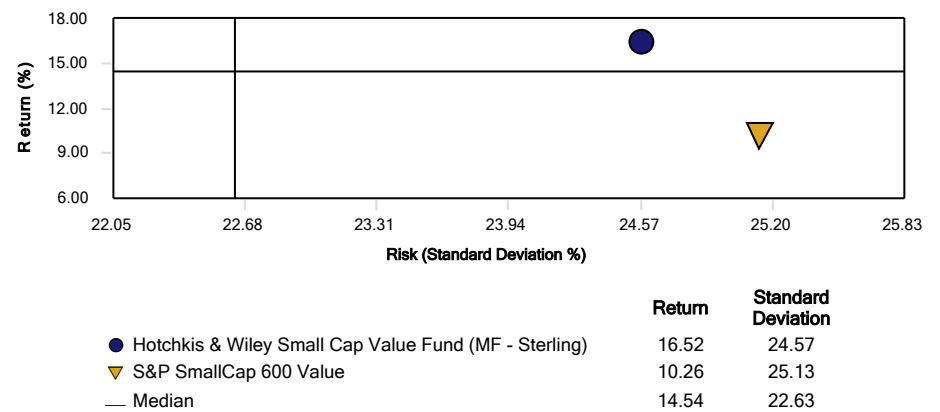 18.00
15.00
12.00
9.00
6.00
Return (%)
22.05 22.68 23.31 23.94 24.57 25.20 25.83
Risk (Standard Deviation %)
Return Standard Deviation
Hotchkis & Wiley Small Cap Value Fund (MF - Sterling) 16.52 24.57
S&P SmallCap 600 Value 10.26 25.13
Median 14.54 22.63